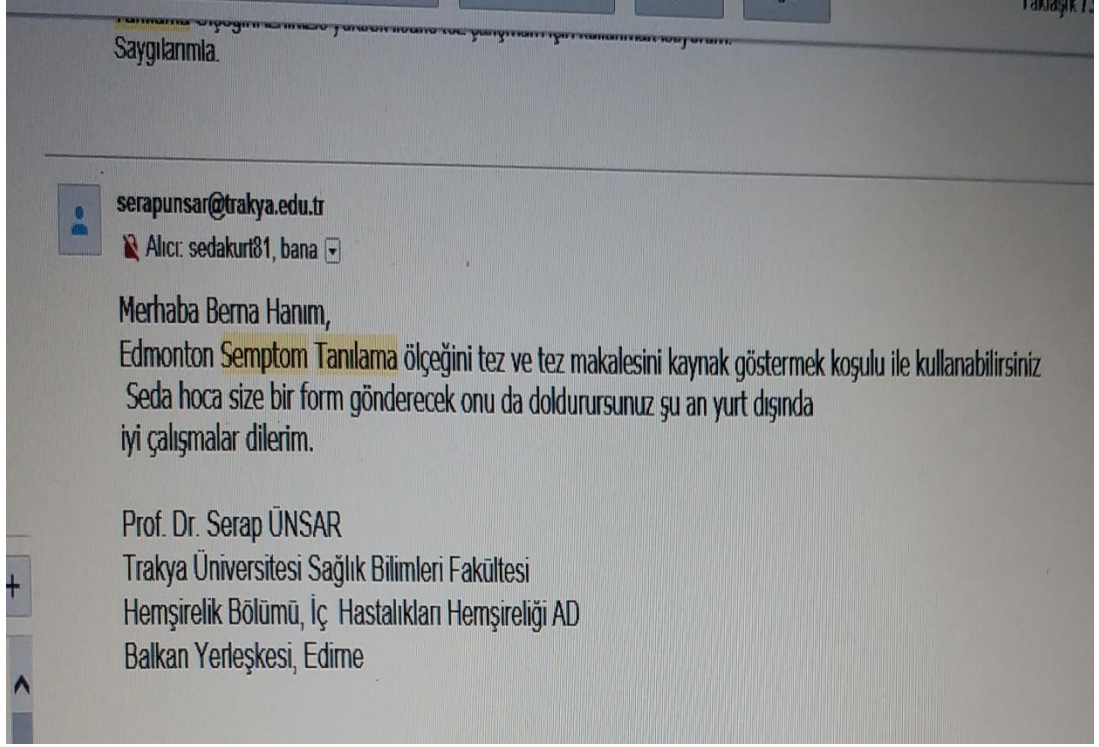 Saygılarımla.
serapunsar@trakya.edu.tr
Alıcı: sedakurt81, bana
Merhaba Berna Hanım,
Edmonton Semptom Tanılama ölçeğini tez ve tez makalesini kaynak göstermek koşulu ile kullanabilirsiniz
Seda hoca size bir form gönderecek onu da doldurursunuz şu an yurt dışında
iyi çalışmalar dilerim.
Prof. Dr. Serap ÜNSAR
Trakya Üniversitesi Sağlık Bilimleri Fakültesi
Hemşirelik Bölümü, İç Hastalıkları Hemşireliği AD
Balkan Yerleşkesi, Edirne